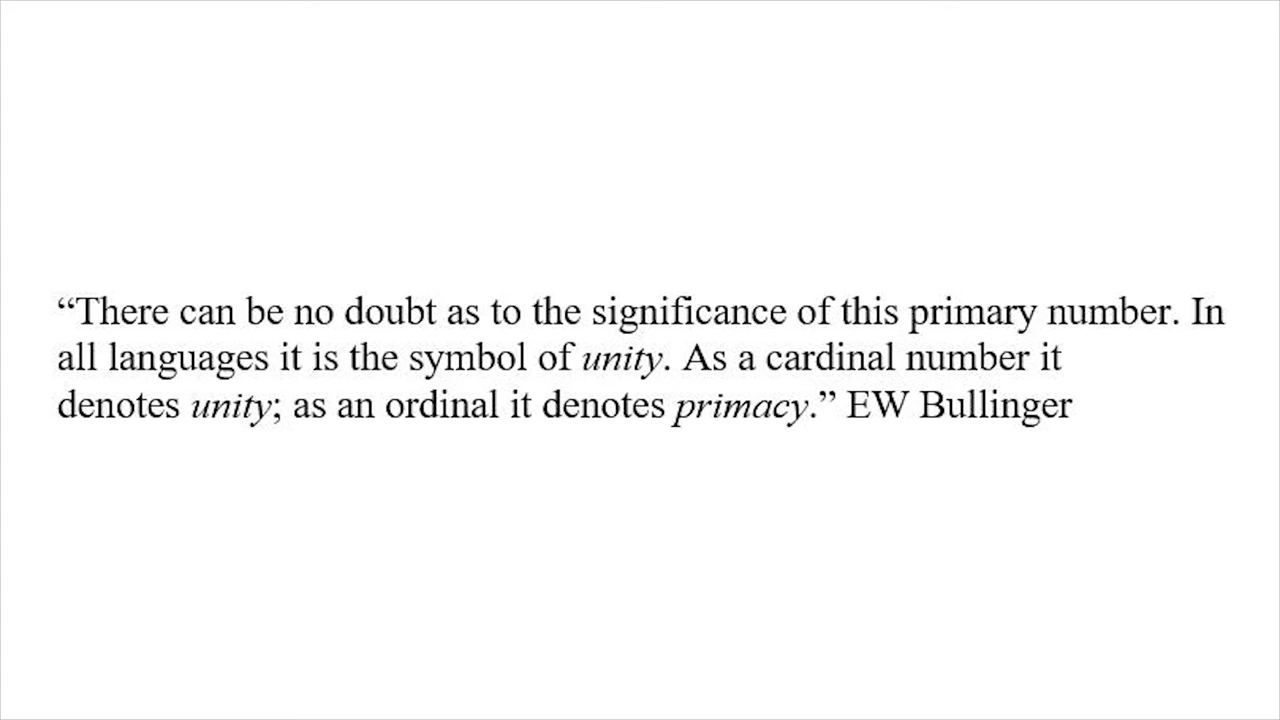 “There can be no doubt as to the significance of this primary number. In
all languages it is the symbol of unity. As a cardinal number it
denotes unity; as an ordinal it denotes primacy.” EW Bullinger